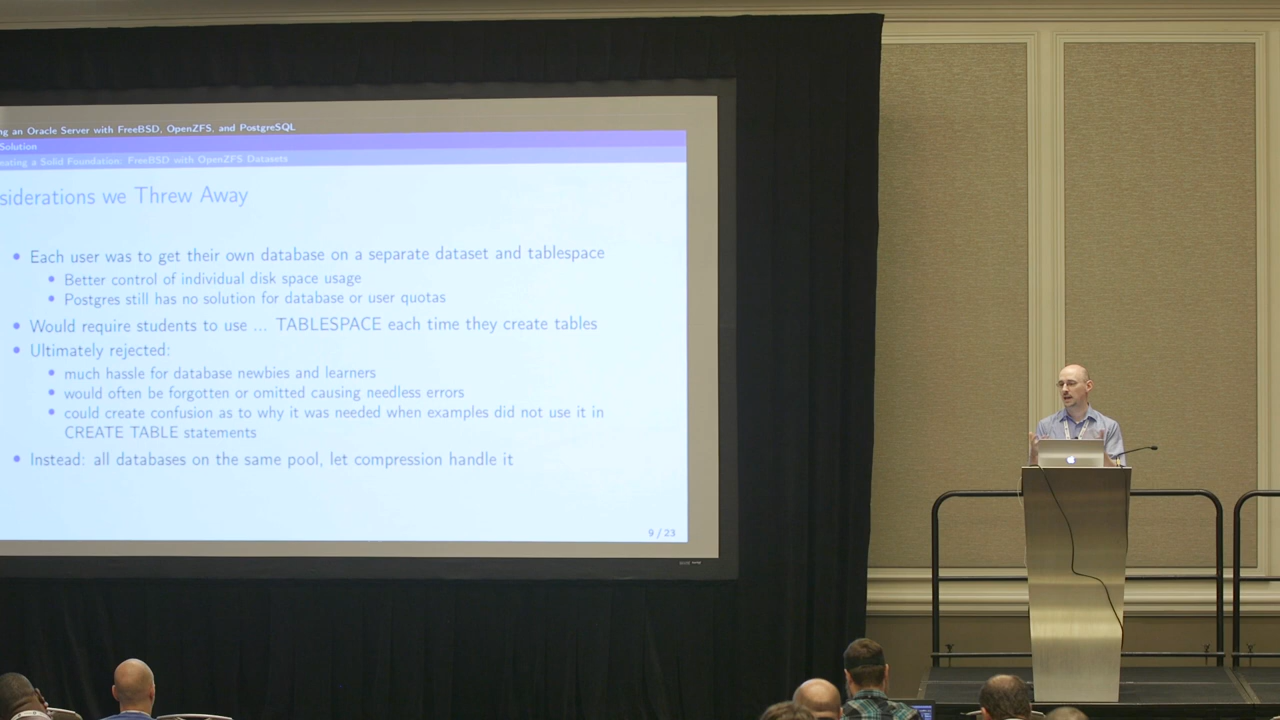 ng an Oracle Server with FreeBSD, OpenZFS, and PostgreSQL
Solution
eating a Solid Foundation: FreeBSD with OpenZFS Datasets
siderations we Threw Away
• Each user was to get their own database on a separate dataset and tablespace
• Better control of individual disk space usage
• Postgres still has no solution for database or user quotas
• Would require students to use ... TABLESPACE each time they create tables
• Ultimately rejected:
• much hassle for database newbies and learners
• would often be forgotten or omitted causing needless errors
• could create confusion as to why it was needed when examples did not use it in
CREATE TABLE statements
• Instead: all databases on the same pool, let compression handle it
9 / 23